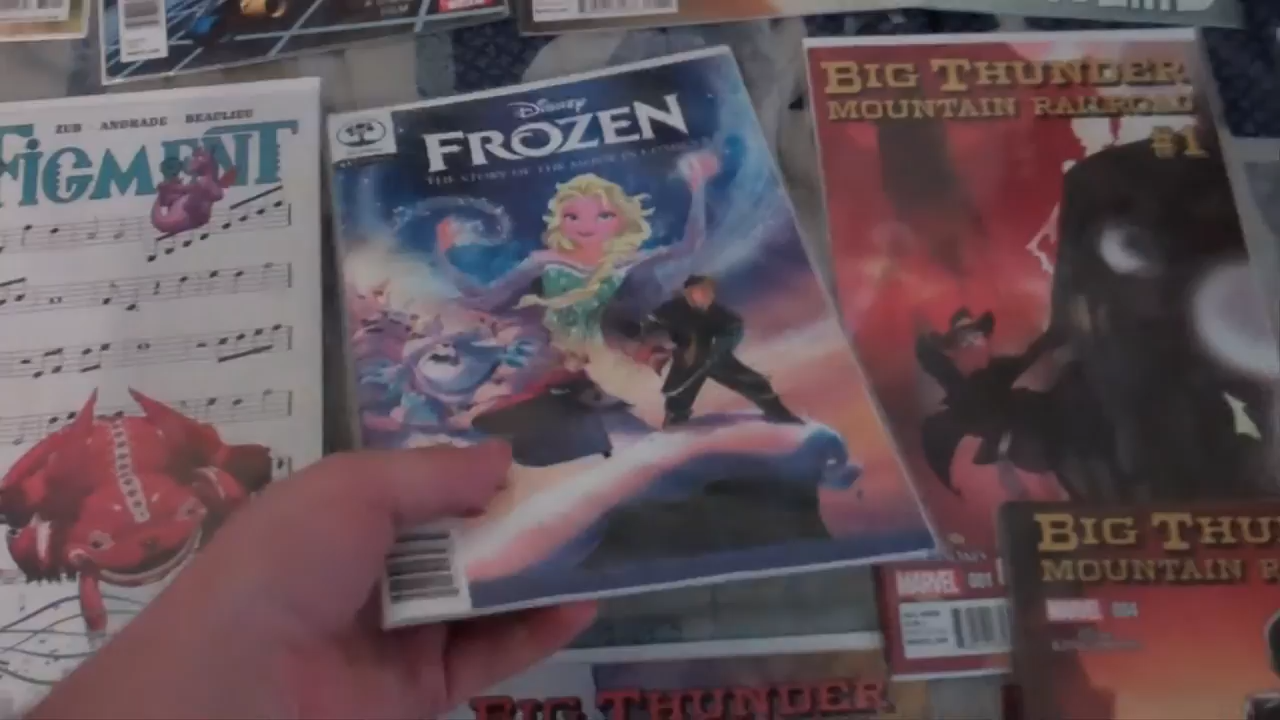 ZUB ANDRADE BEAULIEU
FIGMENT
Disney
FROZEN
THE STORY OF THE MOVIE IN COMICS
BIG THUNDER
MOUNTAIN RAILROAD
#1
MARVEL 001
BIG THU
MOUNTAIN R
MARVEL 004
BIG THUNDER